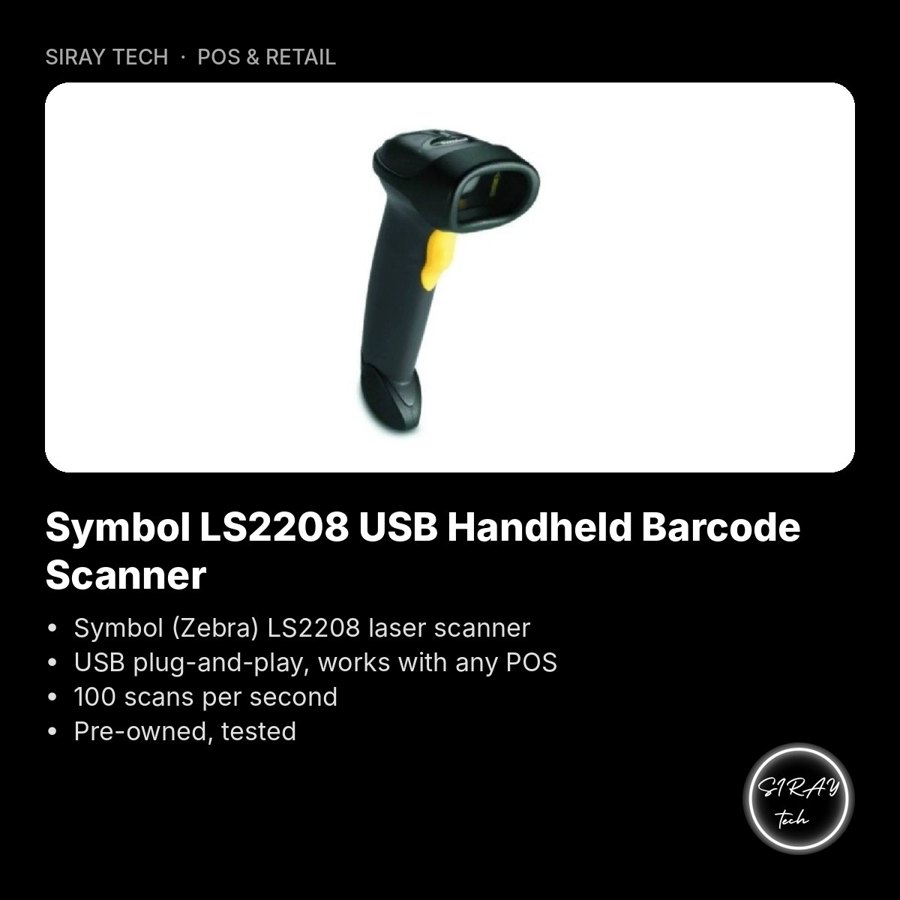 SIRAY TECH · POS & RETAIL
Symbol LS2208 USB Handheld Barcode
Scanner
• Symbol (Zebra) LS2208 laser scanner
• USB plug-and-play, works with any POS
• 100 scans per second
• Pre-owned, tested
SIRAY
tech